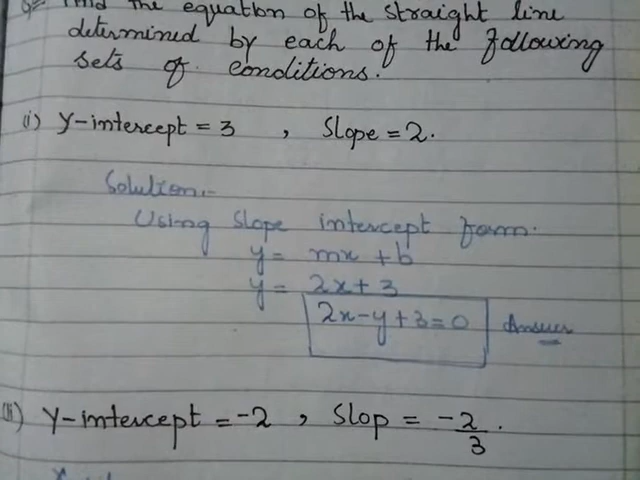 the equation of the straight line
determined by each of the following
sets of conditions.
(i) y-intercept = 3 , Slope = 2.
Solution:-
Using slope intercept form.
y = mx + b
y = 2x + 3
2x - y + 3 = 0 Answer
(ii) y-intercept = -2 , Slop = -2/3 .